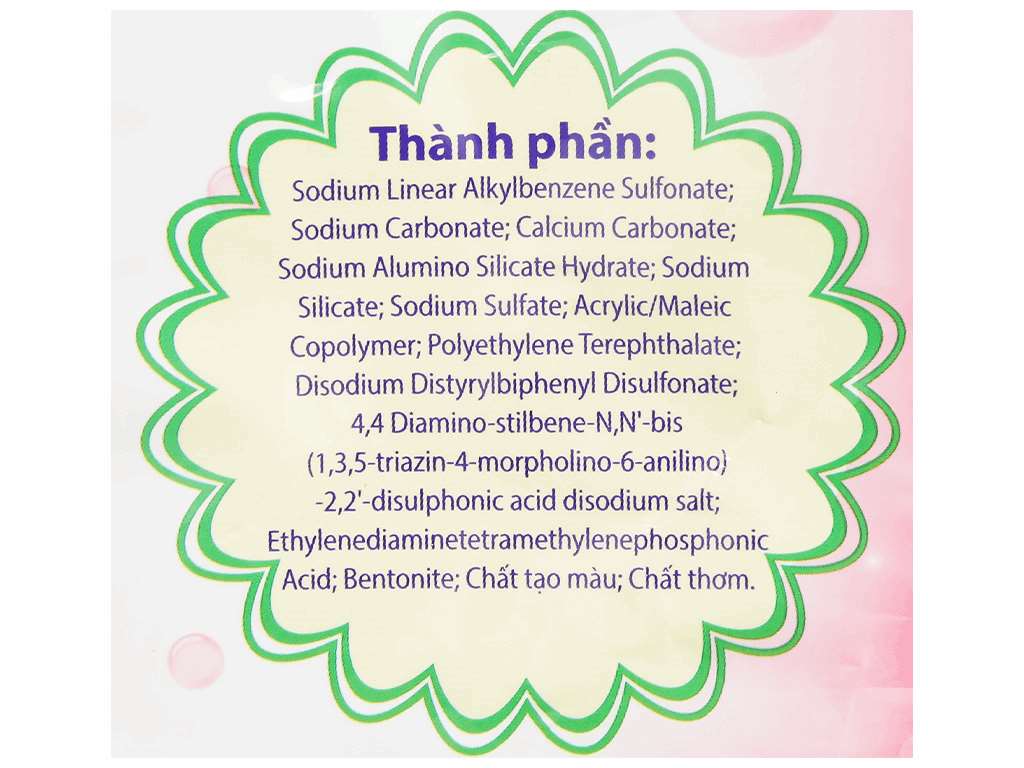 Thành phần:
Sodium Linear Alkylbenzene Sulfonate;
Sodium Carbonate; Calcium Carbonate;
Sodium Alumino Silicate Hydrate; Sodium
Silicate; Sodium Sulfate; Acrylic/Maleic
Copolymer; Polyethylene Terephthalate;
Disodium Distyrylbiphenyl Disulfonate;
4,4 Diamino-stilbene-N,N'-bis
(1,3,5-triazin-4-morpholino-6-anilino)
-2,2'-disulphonic acid disodium salt;
Ethylenediaminetetramethylenephosphonic
Acid; Bentonite; Chất tạo màu; Chất thơm.